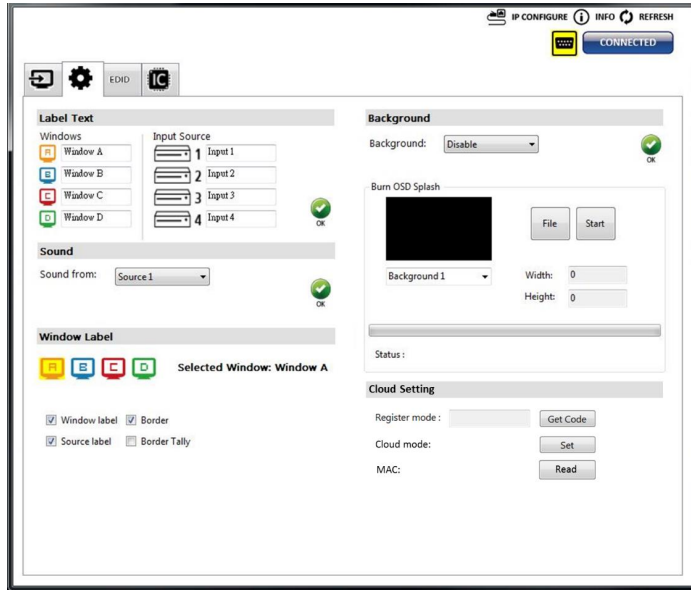 IP CONFIGURE INFO REFRESH
CONNECTED
EDID IC
Label Text
Windows Input Source
A Window A 1 Input 1
B Window B 2 Input 2
C Window C 3 Input 3
D Window D 4 Input 4
OK
Sound
Sound from: Source 1
OK
Window Label
A B C D Selected Window: Window A
Window label Border
Source label Border Tally
Background
Background: Disable
OK
Burn OSD Splash
File Start
Background 1 Width: 0
Height: 0
Status :
Cloud Setting
Register mode : Get Code
Cloud mode: Set
MAC: Read